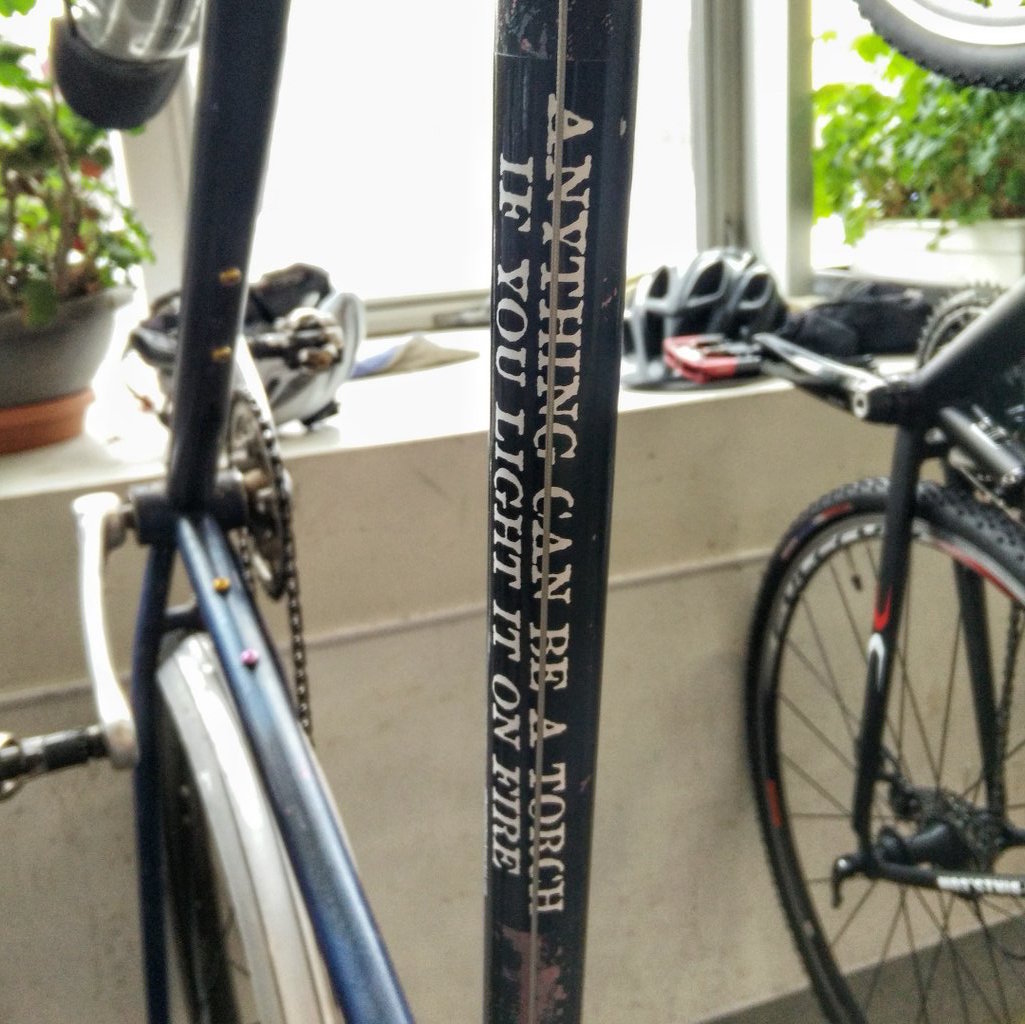 ANYTHING CAN BE A TORCH
IF YOU LIGHT IT ON FIRE